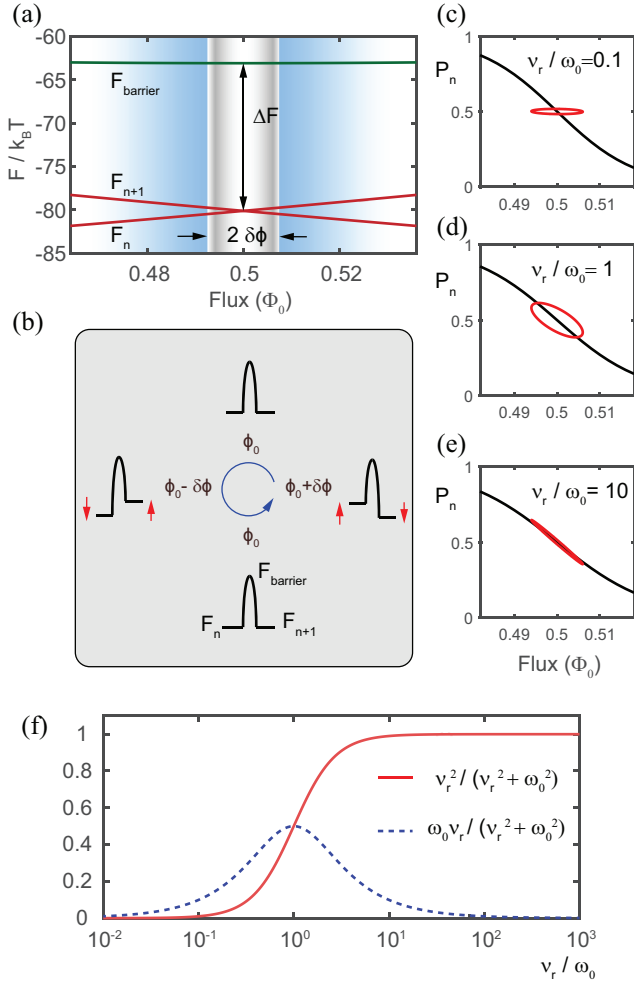 (a)
-60
-65
-70
-75
-80
-85
F / k_BT
F_barrier
ΔF
F_{n+1}
F_n
2 δϕ
0.48 0.5 0.52
Flux (Φ_0)
(b)
ϕ_0
ϕ_0- δϕ
ϕ_0+δϕ
ϕ_0
F_barrier
F_n
F_{n+1}
(c)
1
P_n
ν_r / ω_0=0.1
0.5
0
0.49 0.5 0.51
(d)
1
P_n
ν_r / ω_0= 1
0.5
0
0.49 0.5 0.51
(e)
1
P_n
ν_r / ω_0= 10
0.5
0
0.49 0.5 0.51
Flux (Φ_0)
(f)
1
0.8
0.6
0.4
0.2
0
ν_r^2 / (ν_r^2 + ω_0^2)
ω_0ν_r / (ν_r^2 + ω_0^2)
10^-2 10^-1 10^0 10^1 10^2 10^3
ν_r / ω_0